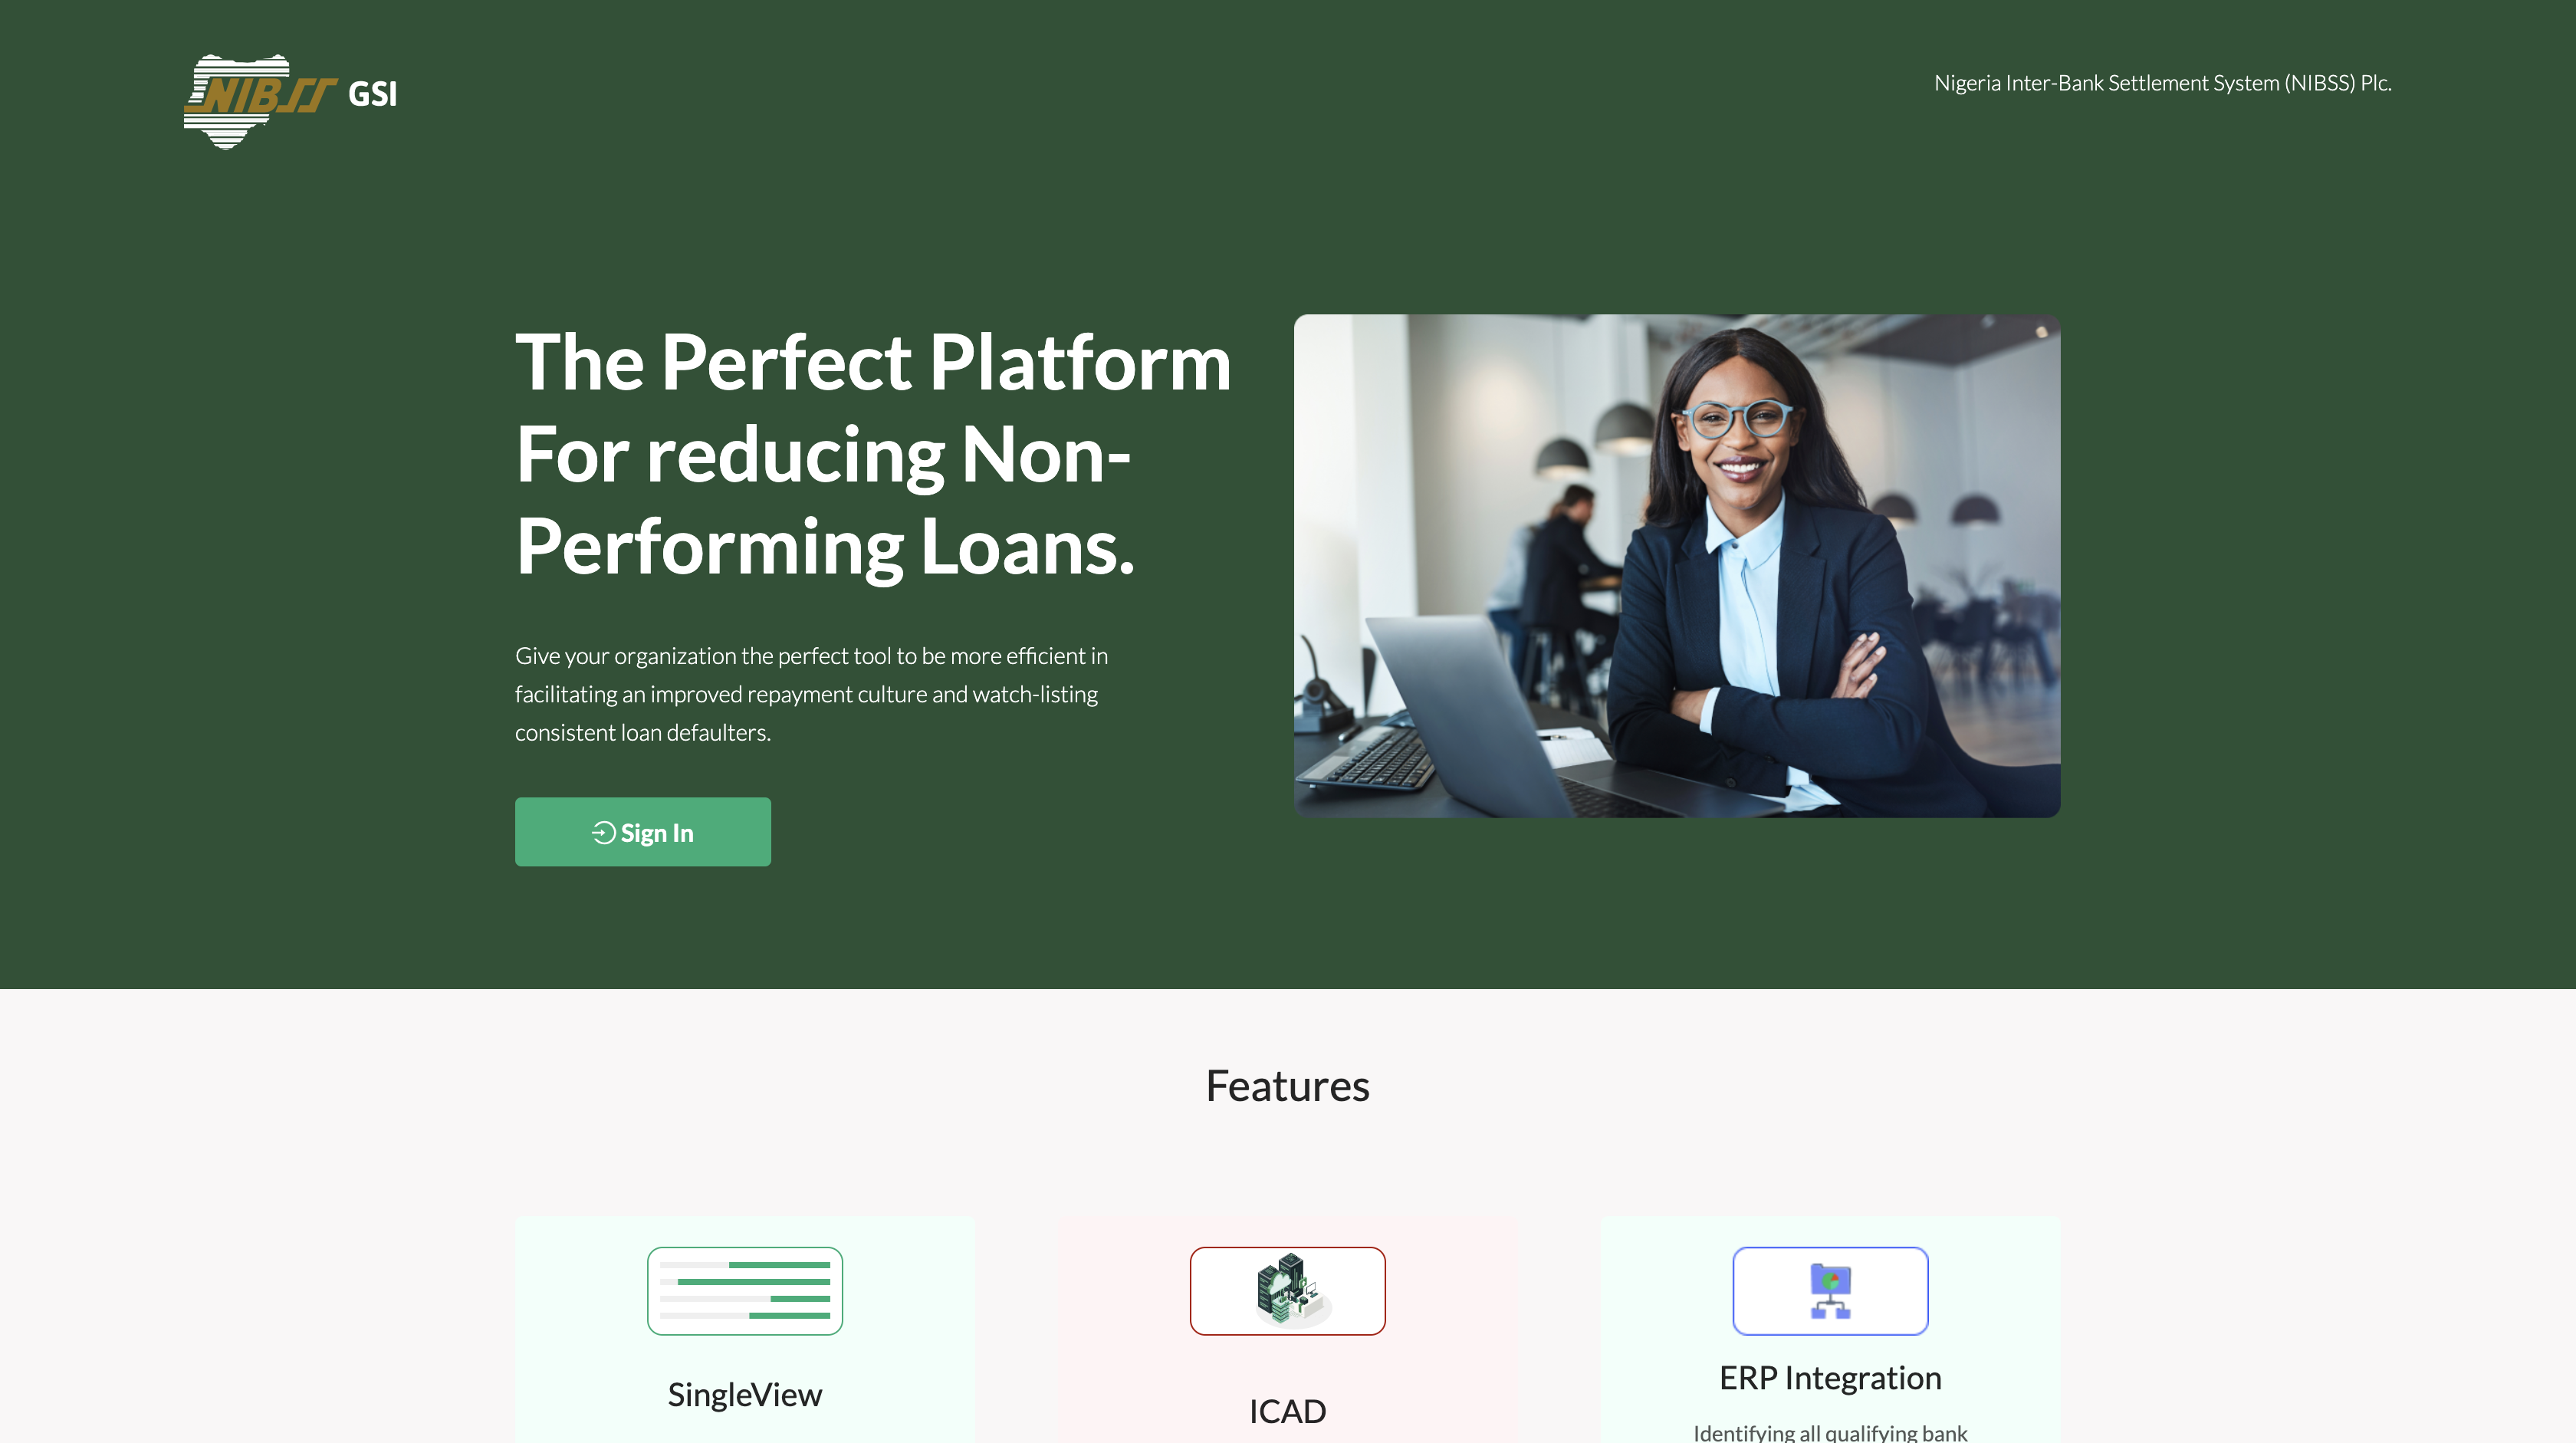 NIBSS GSI
Nigeria Inter-Bank Settlement System (NIBSS) Plc.
The Perfect Platform
For reducing Non-
Performing Loans.
Give your organization the perfect tool to be more efficient in
facilitating an improved repayment culture and watch-listing
consistent loan defaulters.
Sign In
Features
SingleView
ICAD
ERP Integration
Identifying all qualifying bank